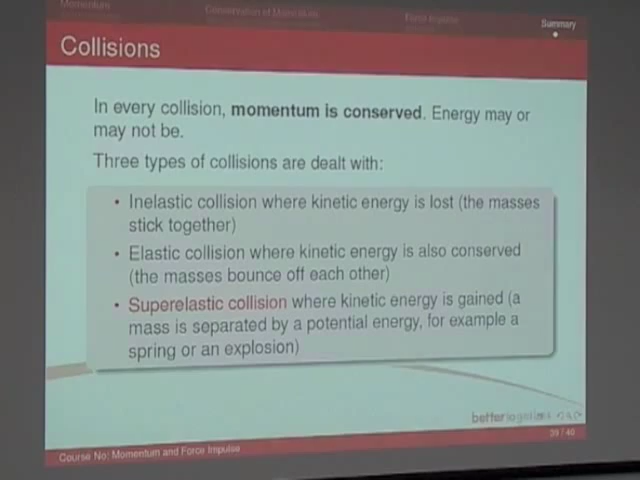 Momentum
Conservation of Momentum
Force Impulse
Summary
Collisions
In every collision, momentum is conserved. Energy may or
may not be.
Three types of collisions are dealt with:
• Inelastic collision where kinetic energy is lost (the masses
stick together)
• Elastic collision where kinetic energy is also conserved
(the masses bounce off each other)
• Superelastic collision where kinetic energy is gained (a
mass is separated by a potential energy, for example a
spring or an explosion)
39 / 40
Course No: Momentum and Force Impulse